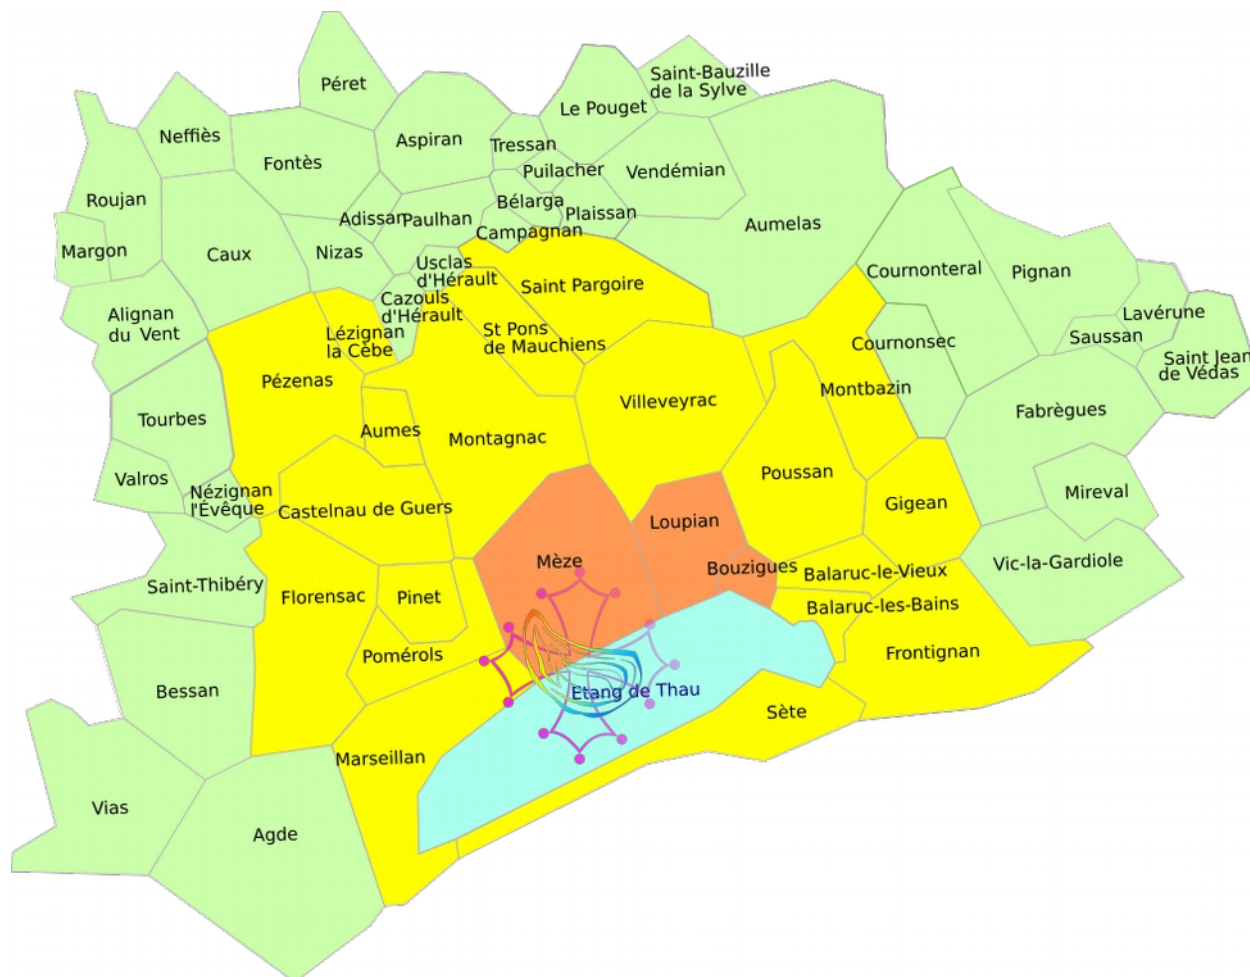 Péret
Saint-Bauzille
de la Sylve
Le Pouget
Neffiès
Aspiran
Tressan
Fontès
Puilacher
Vendémian
Roujan
Bélarga
Plaissan
Adissan
Paulhan
Aumelas
Campagnan
Margon
Caux
Nizas
Usclas
d'Hérault
Cournonteral
Pignan
Saint Pargoire
Cazouls
d'Hérault
Alignan
du Vent
Lézignan
la Cèbe
St Pons
de Mauchiens
Lavérune
Saussan
Cournonsec
Saint Jean
de Védas
Pézenas
Montbazin
Villeveyrac
Fabrègues
Tourbes
Aumes
Montagnac
Valros
Poussan
Nézignan
l'Évêque
Mireval
Castelnau de Guers
Gigean
Loupian
Mèze
Bouzigues
Balaruc-le-Vieux
Vic-la-Gardiole
Saint-Thibéry
Florensac
Pinet
Balaruc-les-Bains
Pomérols
Frontignan
Bessan
Etang de Thau
Sète
Marseillan
Vias
Agde